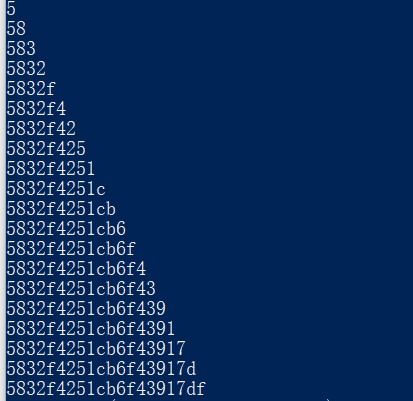 5
58
583
5832
5832f
5832f4
5832f42
5832f425
5832f4251
5832f4251c
5832f4251cb
5832f4251cb6
5832f4251cb6f
5832f4251cb6f4
5832f4251cb6f43
5832f4251cb6f439
5832f4251cb6f4391
5832f4251cb6f43917
5832f4251cb6f43917d
5832f4251cb6f43917df